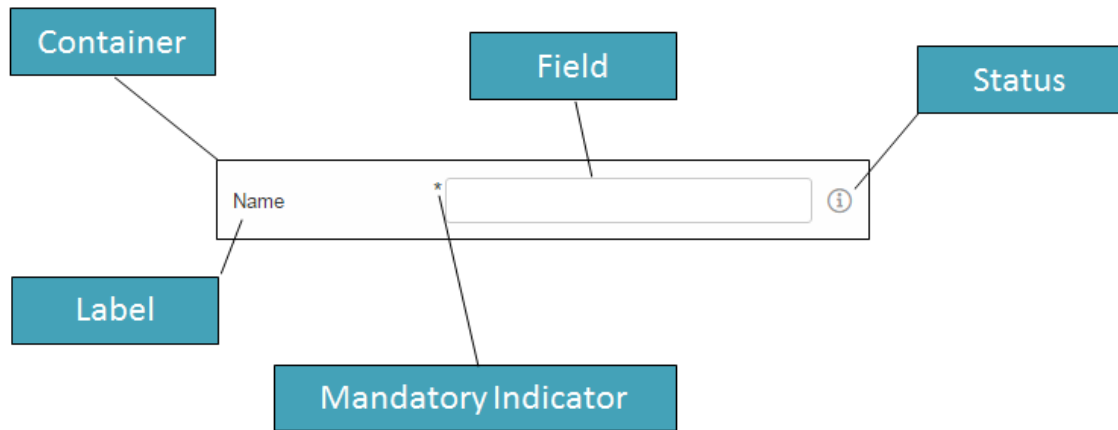 Container
Field
Status
Name
*
Label
Mandatory Indicator